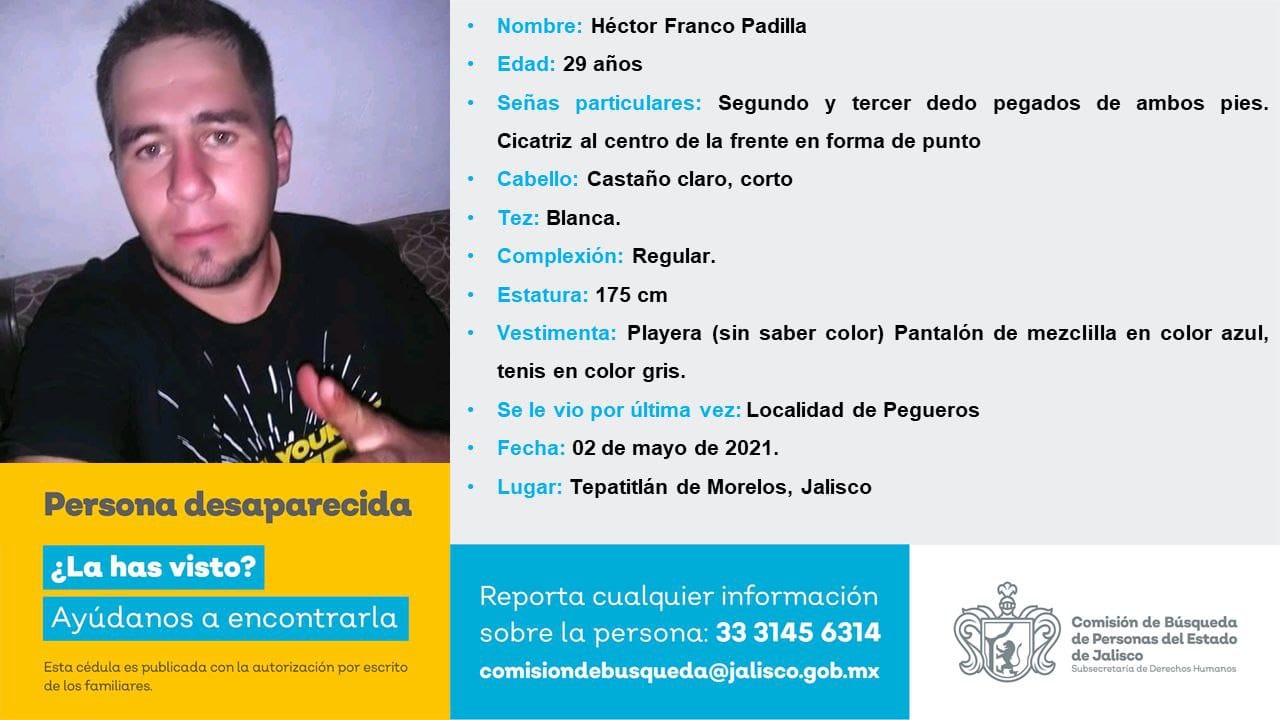 • Nombre: Héctor Franco Padilla
• Edad: 29 años
• Señas particulares: Segundo y tercer dedo pegados de ambos pies.
Cicatriz al centro de la frente en forma de punto
• Cabello: Castaño claro, corto
• Tez: Blanca.
• Complexión: Regular.
• Estatura: 175 cm
• Vestimenta: Playera (sin saber color) Pantalón de mezclilla en color azul,
tenis en color gris.
• Se le vio por última vez: Localidad de Pegueros
• Fecha: 02 de mayo de 2021.
• Lugar: Tepatitlán de Morelos, Jalisco
YOUR
Persona desaparecida
¿La has visto?
Ayúdanos a encontrarla
Esta cédula es publicada con la autorización por escrito
de los familiares.
Reporta cualquier información
sobre la persona: 33 3145 6314
comisiondebusqueda@jalisco.gob.mx
Comisión de Búsqueda
de Personas del Estado
de Jalisco
Subsecretaría de Derechos Humanos